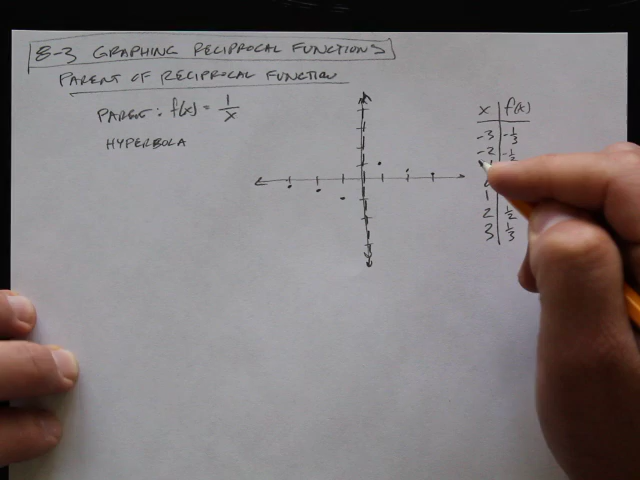 8-3 GRAPHING RECIPROCAL FUNCTIONS
PARENT OF RECIPROCAL FUNCTION
PARENT: f(x) = 1/x
HYPERBOLA
x f(x)
-3 -1/3
-2 -1/2
1
2 1/2
3 1/3